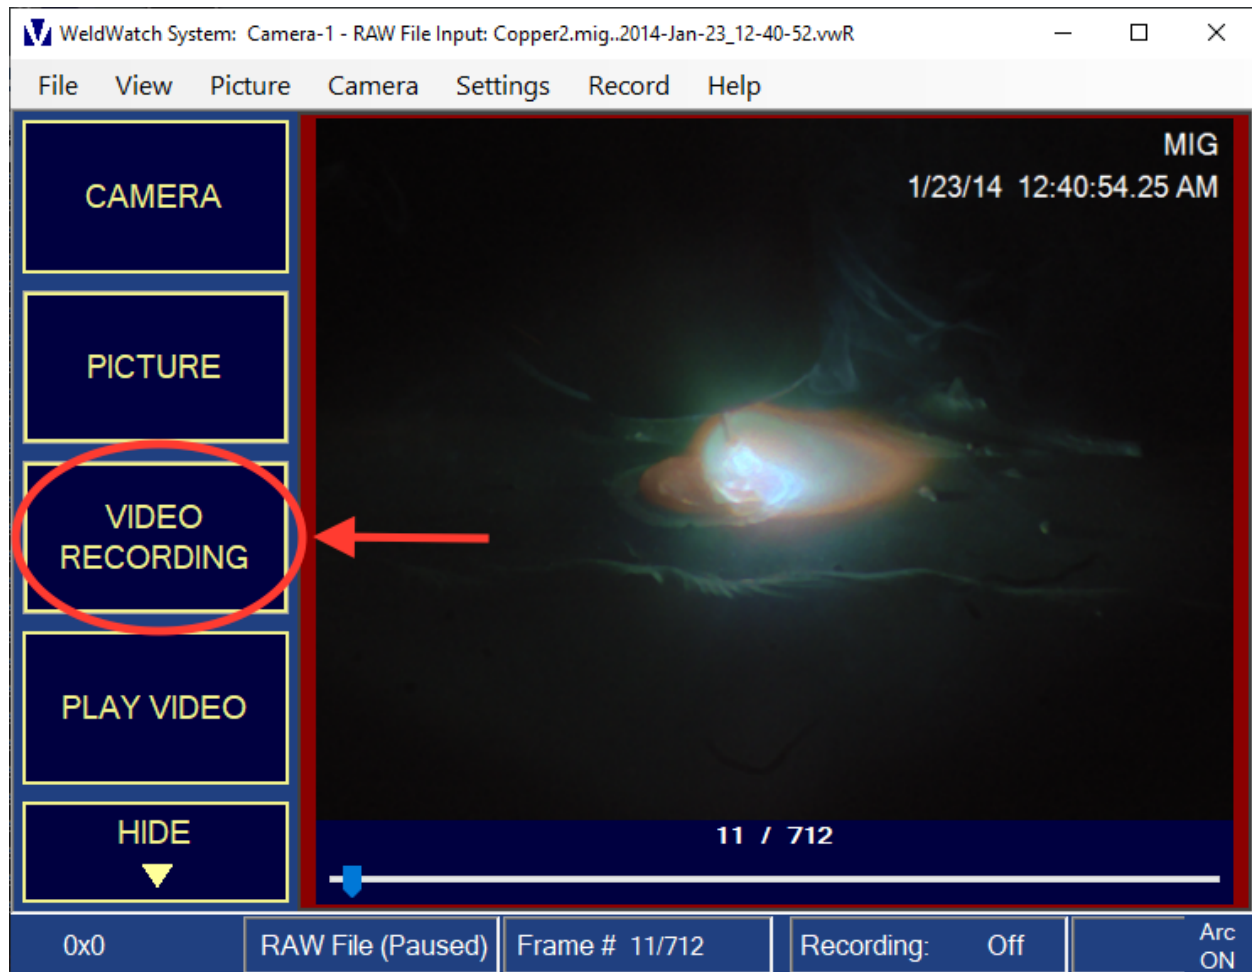 WeldWatch System: Camera-1 - RAW File Input: Copper2.mig..2014-Jan-23_12-40-52.vwR
File View Picture Camera Settings Record Help
CAMERA
PICTURE
VIDEO
RECORDING
PLAY VIDEO
HIDE
MIG
1/23/14 12:40:54.25 AM
11 / 712
0x0
RAW File (Paused)
Frame # 11/712
Recording: Off
Arc
ON